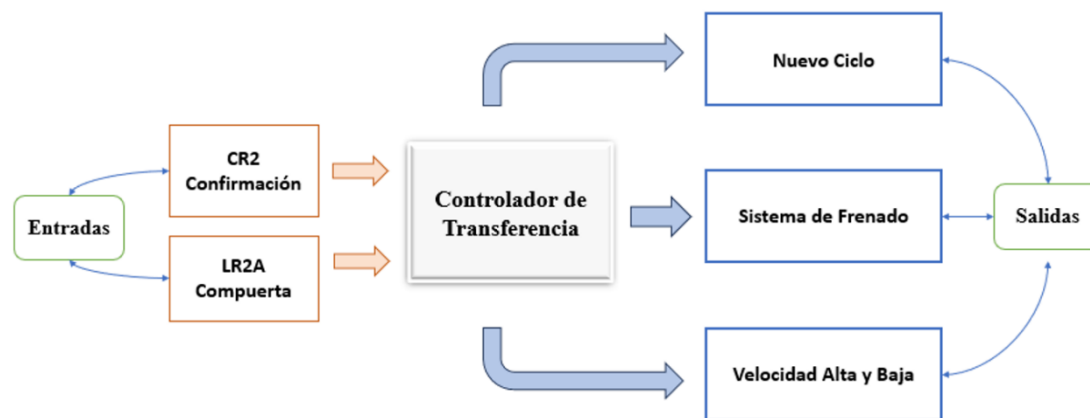 Nuevo Ciclo
CR2
Confirmación
Entradas
Controlador de
Transferencia
Sistema de Frenado
Salidas
LR2A
Compuerta
Velocidad Alta y Baja